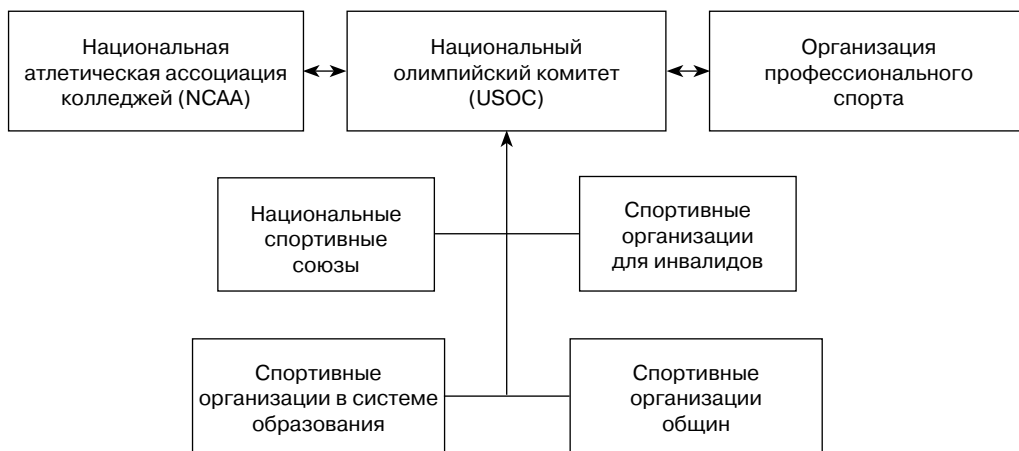 Национальная
атлетическая ассоциация
колледжей (NCAA)
Национальный
олимпийский комитет
(USOC)
Организация
профессионального
спорта
Национальные
спортивные
союзы
Спортивные
организации
для инвалидов
Спортивные
организации в системе
образования
Спортивные
организации
общин